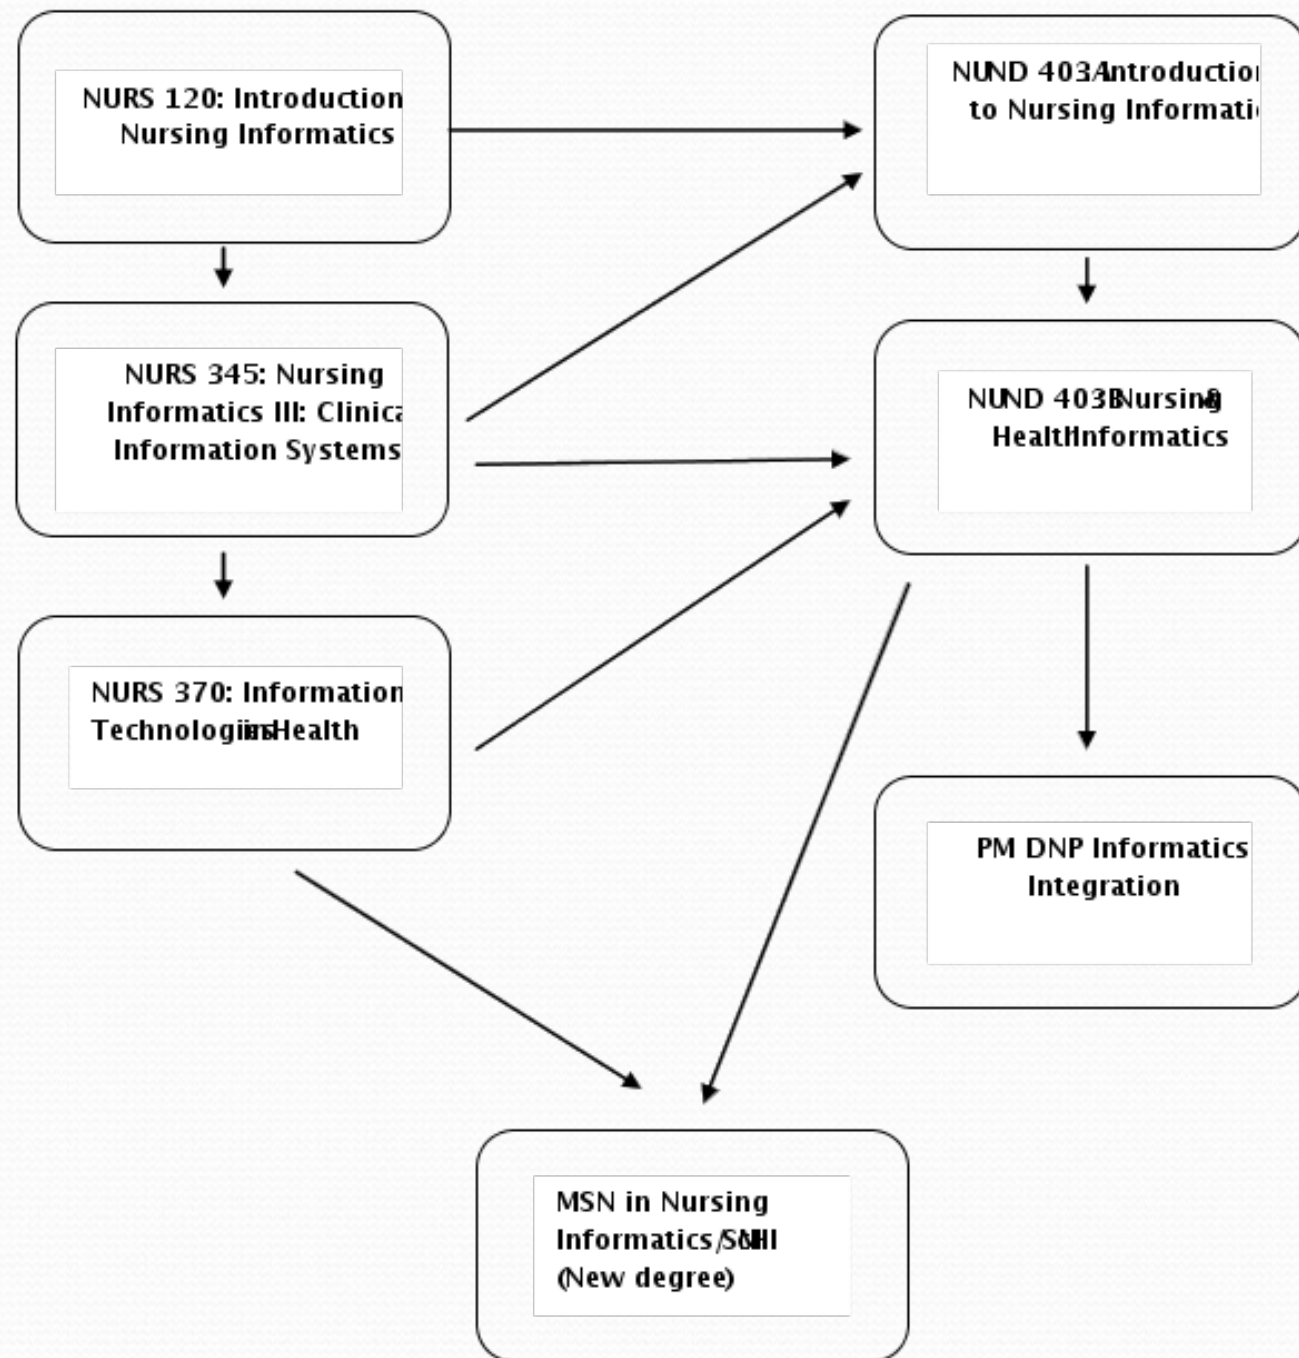 NURS 120: Introduction
Nursing Informatics
NURS 345: Nursing
Informatics III: Clinica
Information Systems
NURS 370: Information
Technologies in Health
NUND 403A Introduction
to Nursing Informati
NUND 403B Nursing &
Health Informatics
PM DNP Informatics
Integration
MSN in Nursing
Informatics/
(New degree)